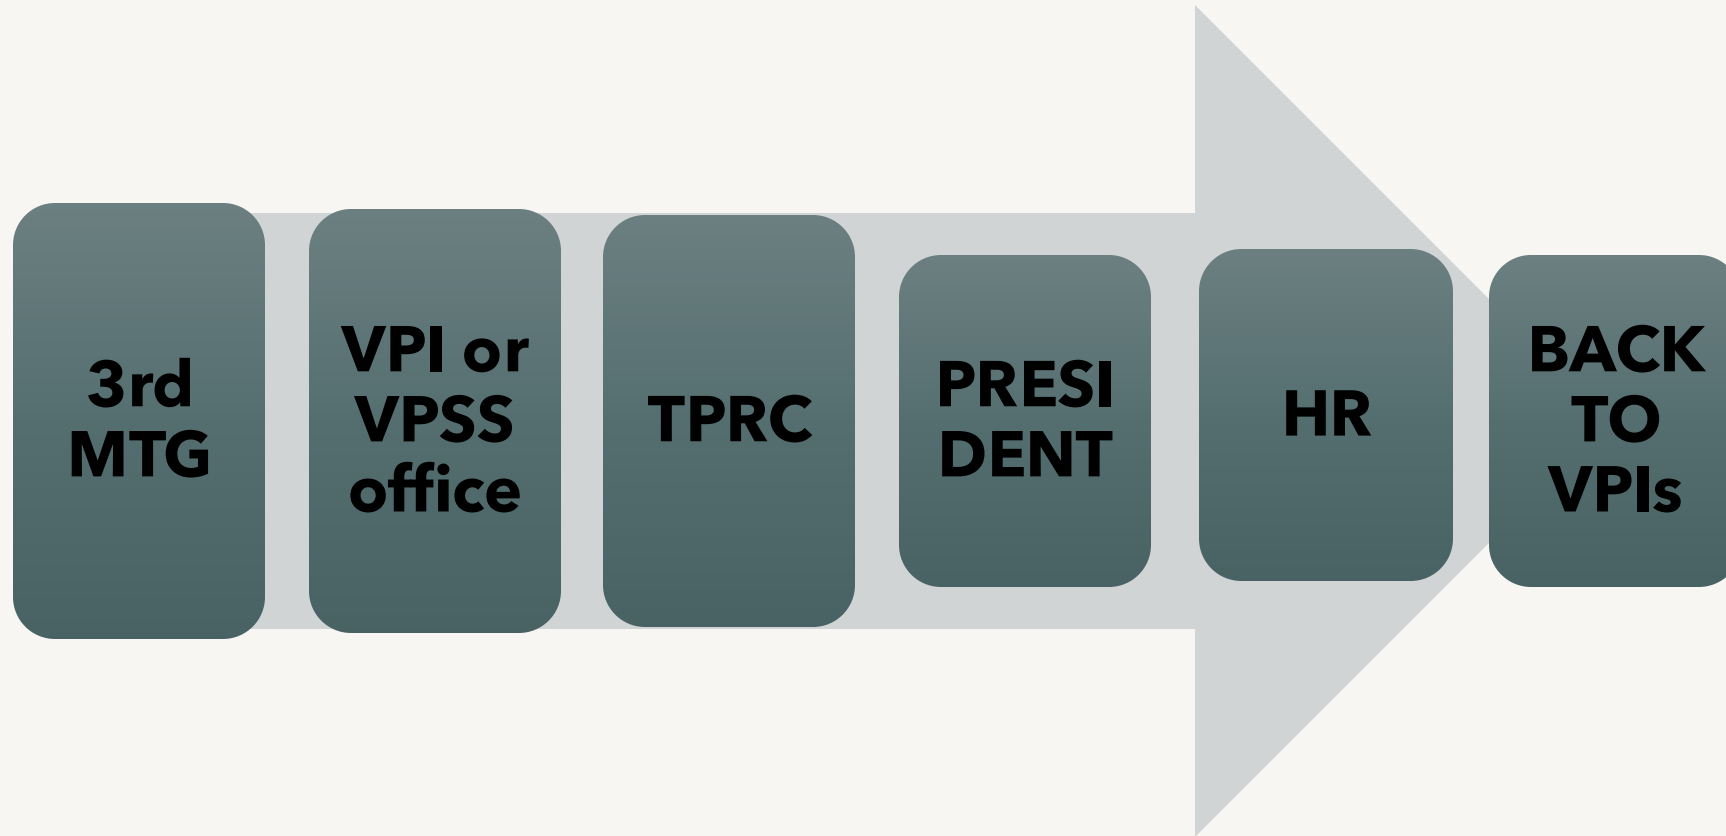 3rd
MTG
VPI or
VPSS
office
TPRC
PRESI
DENT
HR
BACK
TO
VPIs